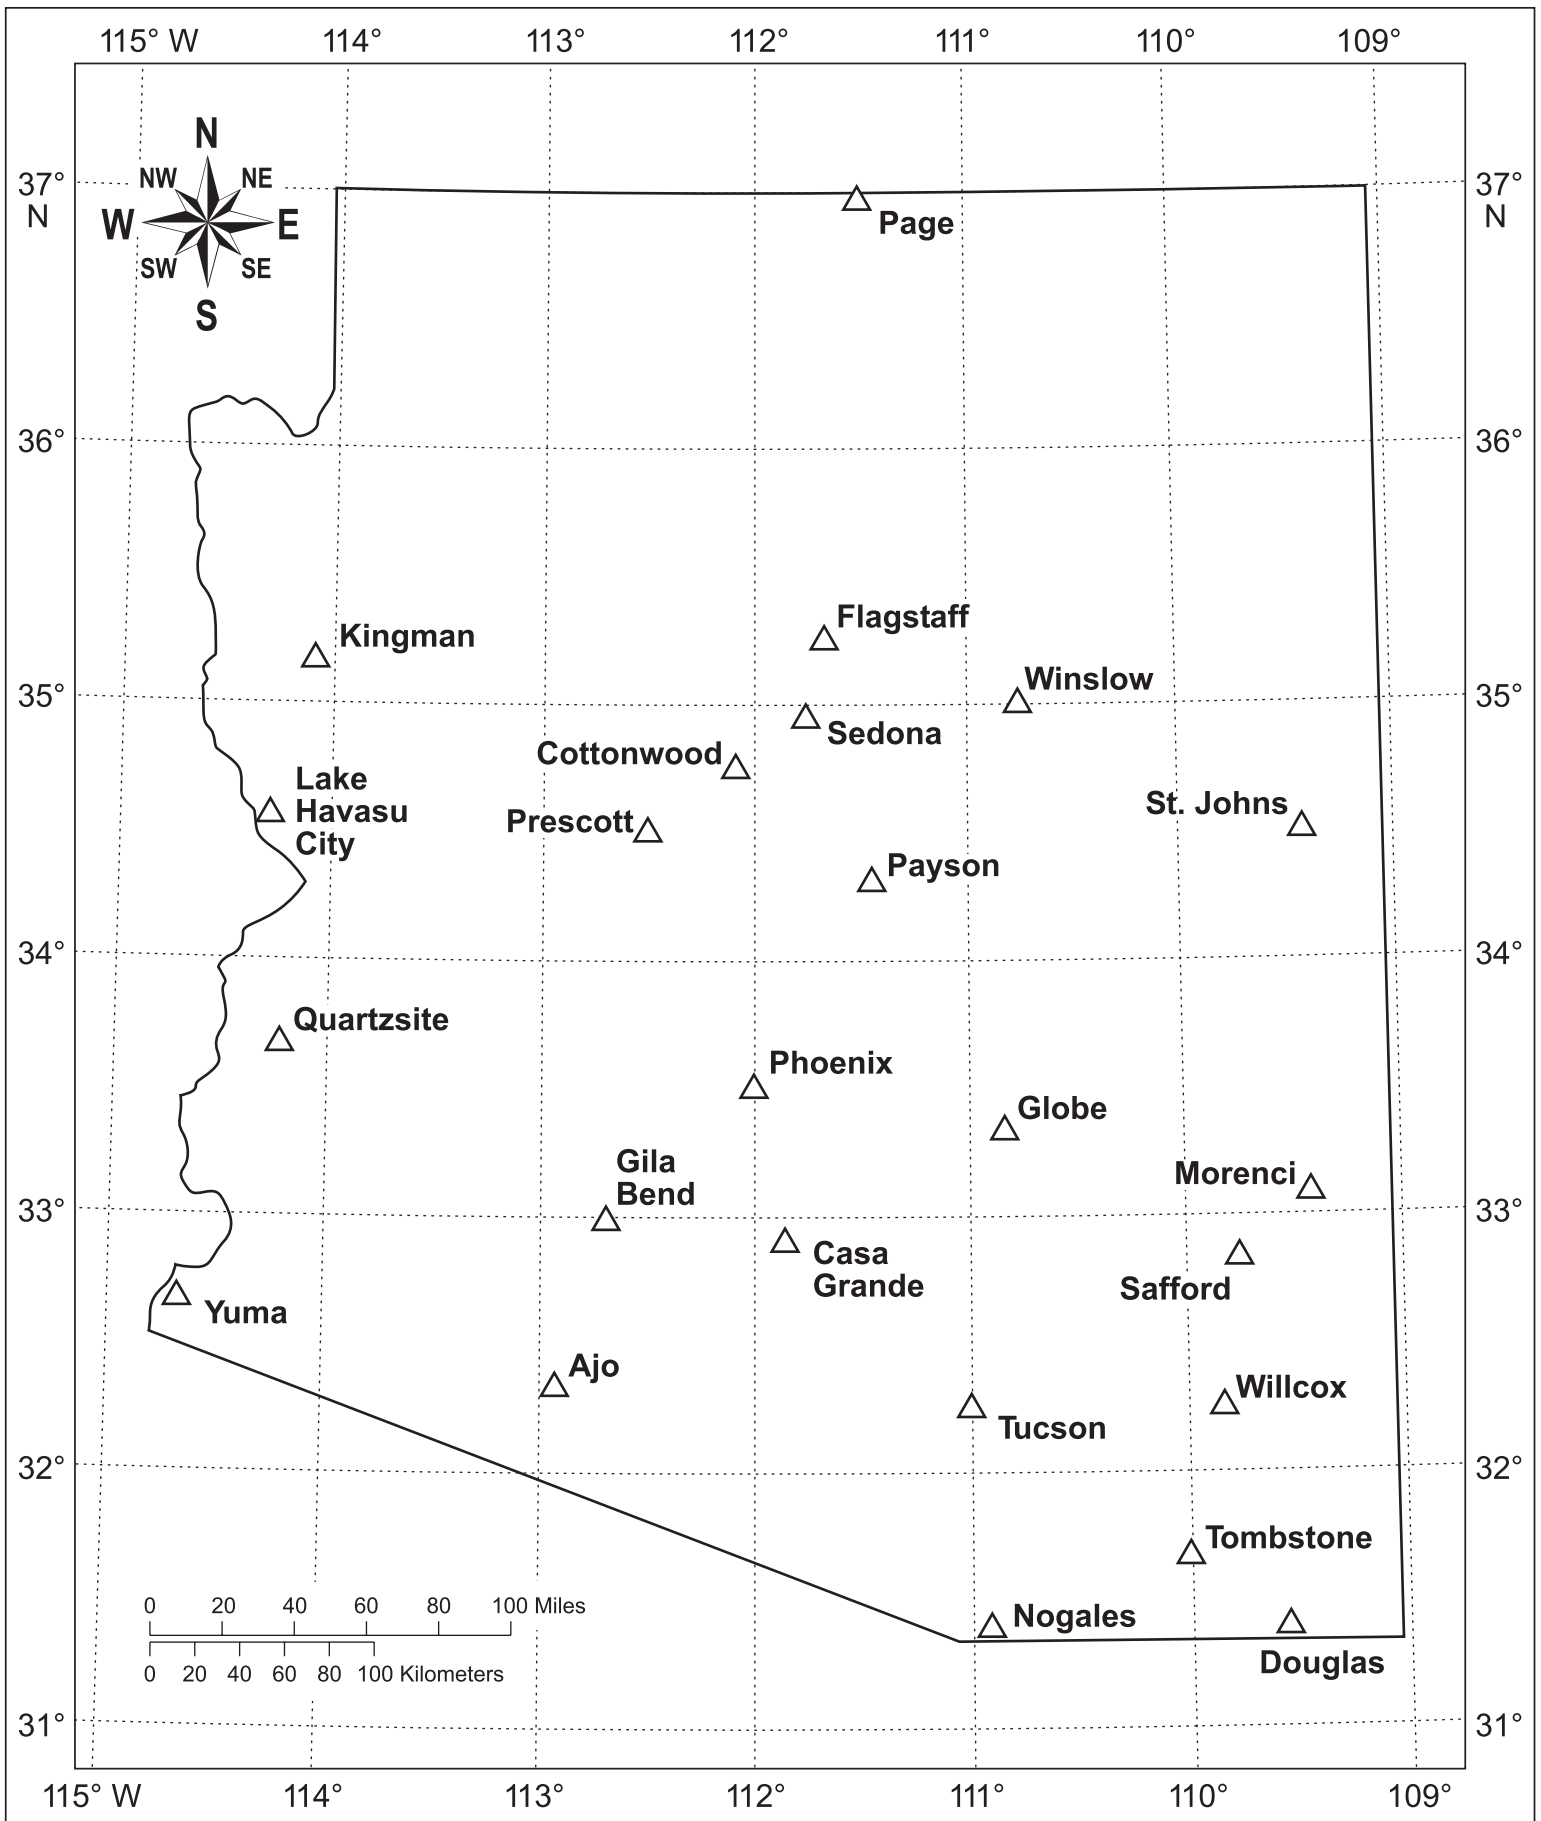 115° W 114° 113° 112° 111° 110° 109°
N
NW NE
37° 37°
N N
W E
SW SE
S
Page
36° 36°
Flagstaff
Kingman
Winslow
35° 35°
Sedona
Cottonwood
Lake
Havasu
City
St. Johns
Prescott
Payson
34° 34°
Quartzsite
Phoenix
Globe
Gila
Bend
Morenci
33° 33°
Casa
Grande
Safford
Yuma
Ajo
Willcox
Tucson
32° 32°
Tombstone
0 20 40 60 80 100 Miles
Nogales
Douglas
0 20 40 60 80 100 Kilometers
31° 31°
115° W 114° 113° 112° 111° 110° 109°